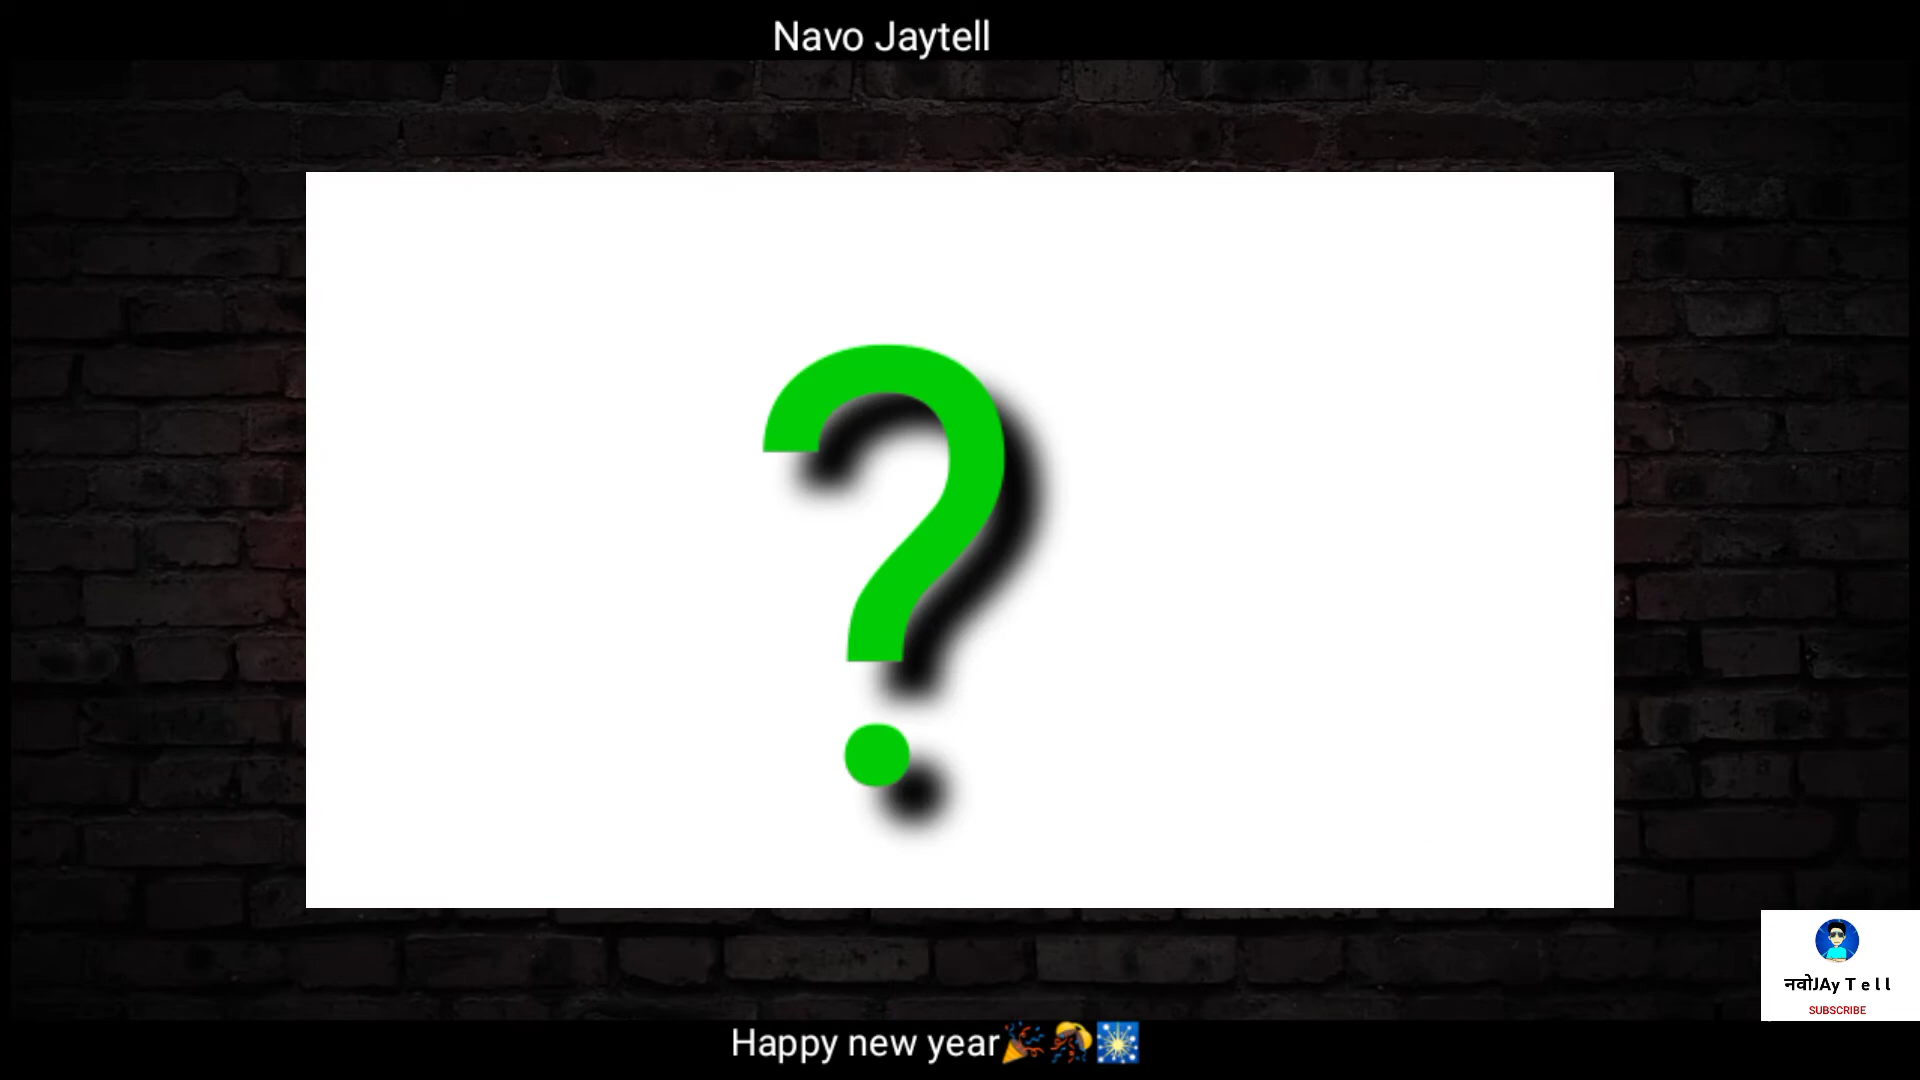 Navo Jaytell
?
नवोJAy T e l l
SUBSCRIBE
Happy new year🎉🎊🎆